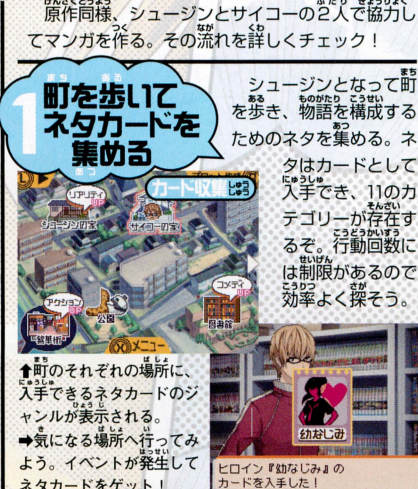 原作同様、シュージンとサイコーの2人で協力し
てマンガを作る。その流れを詳しくチェック！
1
町を歩いて
ネタカードを
集める
シュージンとなって町
を歩き、物語を構成する
ためのネタを集める。ネ
タはカードとして
入手でき、11のカ
テゴリーが存在す
るぞ。行動回数に
は制限があるので
効率よく探そう。
カード収集
リアリティ
UP
シュージンの家
サイコーの家
アクション
UP
公園
コメディ
UP
図書館
メニュー
⬆町のそれぞれの場所に、
入手できるネタカードのジ
ャンルが表示される。
➡気になる場所へ行ってみ
よう。イベントが発生して
ネタカードをゲット！
幼なじみ
ヒロイン『幼なじみ』の
カードを入手した！